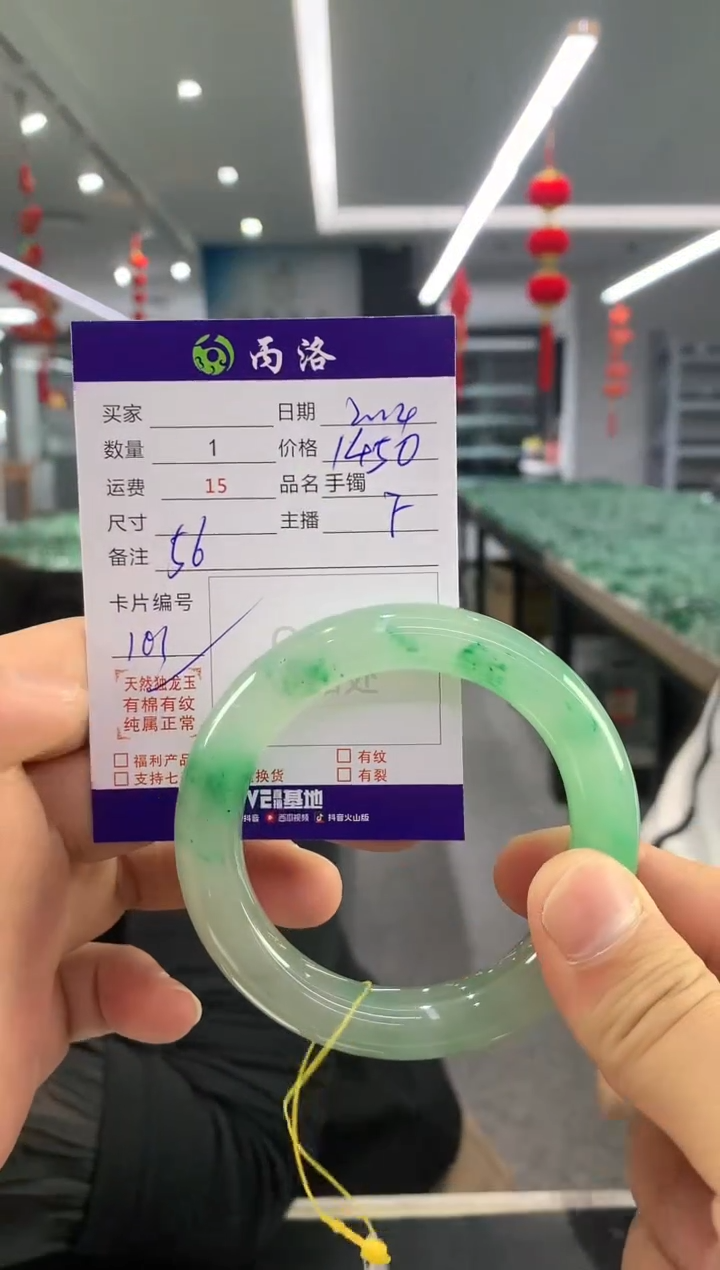 雨洛
买家 日期 2024
数量 1 价格 1450
运费 15 品名 手镯
尺寸 56 主播 F
备注
卡片编号
天然独龙玉
有棉有纹
纯属正常
福利产品 有纹
支持七 换货 有裂
VE基地
抖音 西瓜视频 抖音火山版